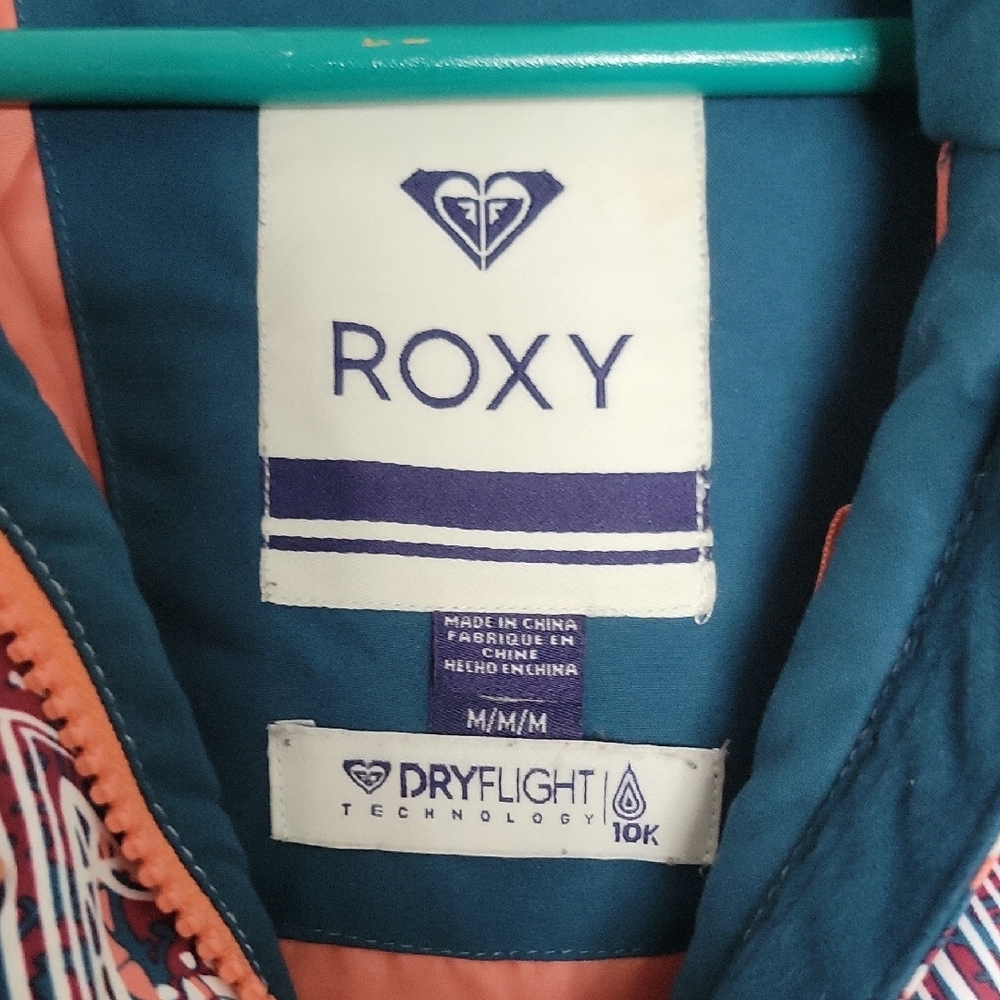 ROXY
MADE IN CHINA
FABRIQUE EN
CHINE
HECHO EN CHINA
M/M/M
DRYFLIGHT
TECHNOLOGY
10K